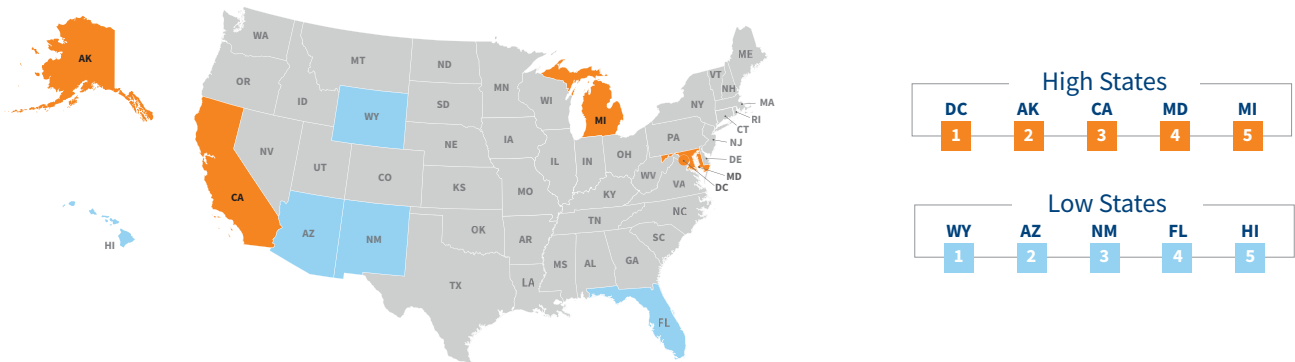 High States
DC AK CA MD MI
1 2 3 4 5
Low States
WY AZ NM FL HI
1 2 3 4 5
AK
HI
WA
MT
ND
MN
ME
VT
NH
OR
ID
SD
WI
NY
MA
RI
CT
WY
MI
NE
IA
PA
NJ
NV
UT
CO
IL
IN
OH
DE
MD
DC
WV
VA
CA
KS
MO
KY
AZ
NM
OK
AR
TN
NC
SC
TX
LA
MS
AL
GA
FL